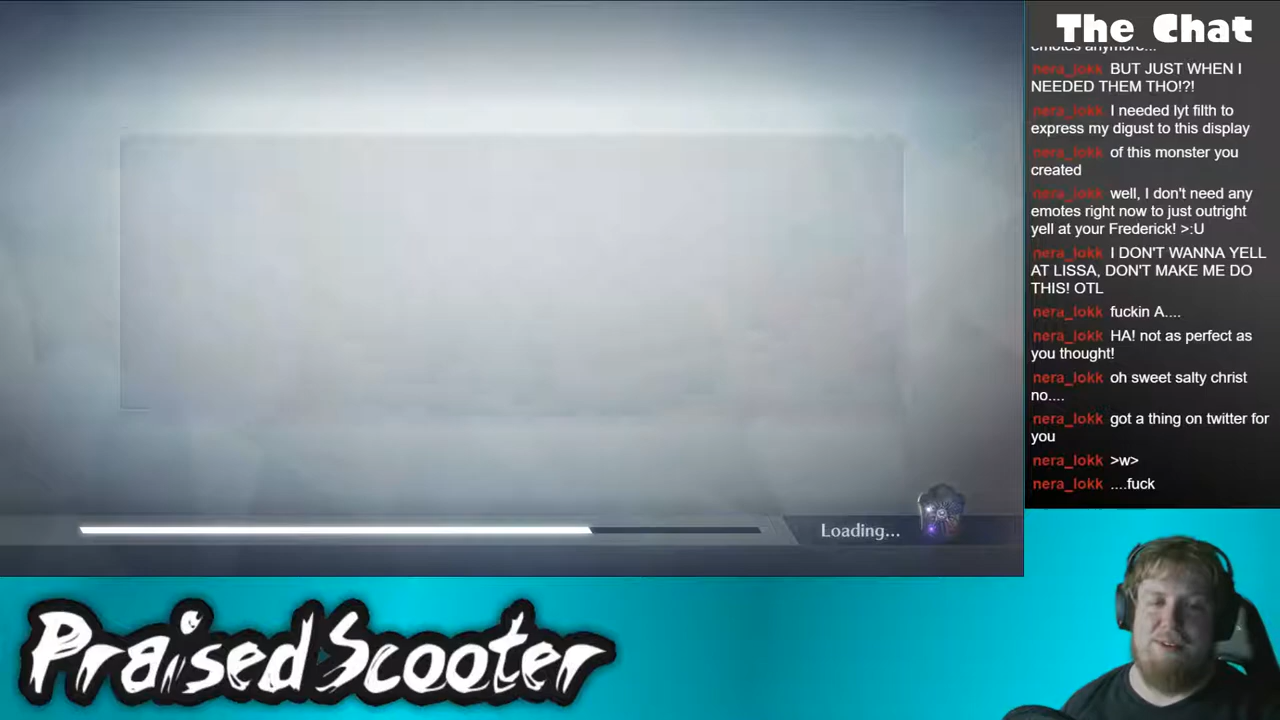 The Chat
emotes anymore...
nera_lokk BUT JUST WHEN I
NEEDED THEM THO!?!
nera_lokk I needed lyt filth to
express my digust to this display
nera_lokk of this monster you
created
nera_lokk well, I don't need any
emotes right now to just outright
yell at your Frederick! >:U
nera_lokk I DON'T WANNA YELL
AT LISSA, DON'T MAKE ME DO
THIS! OTL
nera_lokk fuckin A....
nera_lokk HA! not as perfect as
you thought!
nera_lokk oh sweet salty christ
no....
nera_lokk got a thing on twitter for
you
nera_lokk >w>
nera_lokk ....fuck
Loading...
PraisedScooter